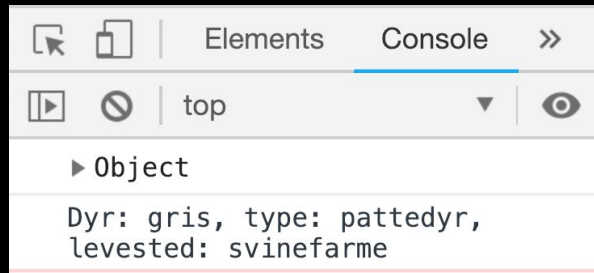 Elements Console »
top
Object
Dyr: gris, type: pattedyr,
levested: svinefarme